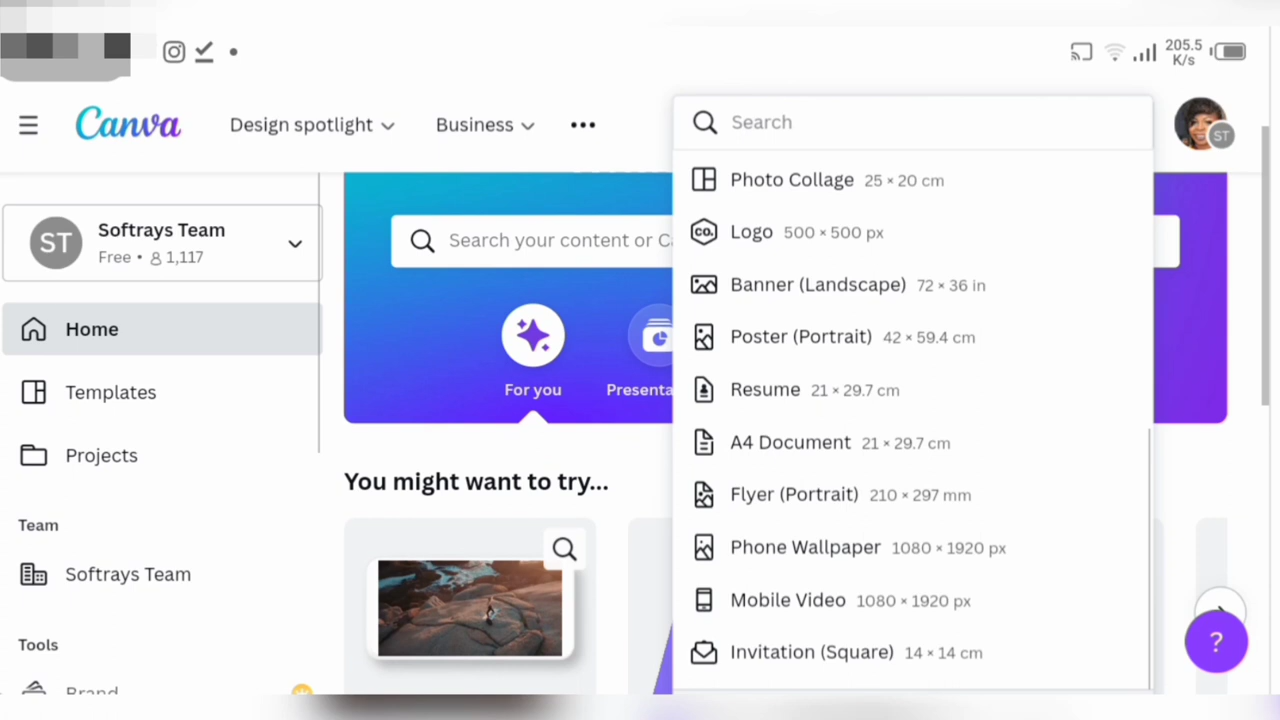 205.5
K/s
Canva
Design spotlight
Business
Search
ST
ST
Softrays Team
Free • 1,117
Home
Templates
Projects
Team
Softrays Team
Tools
Brand
Search your content or C
For you
Presenta
You might want to try...
Photo Collage 25 × 20 cm
CO.
Logo 500 × 500 px
Banner (Landscape) 72 × 36 in
Poster (Portrait) 42 × 59.4 cm
Resume 21 × 29.7 cm
A4 Document 21 × 29.7 cm
Flyer (Portrait) 210 × 297 mm
Phone Wallpaper 1080 × 1920 px
Mobile Video 1080 × 1920 px
Invitation (Square) 14 × 14 cm
?